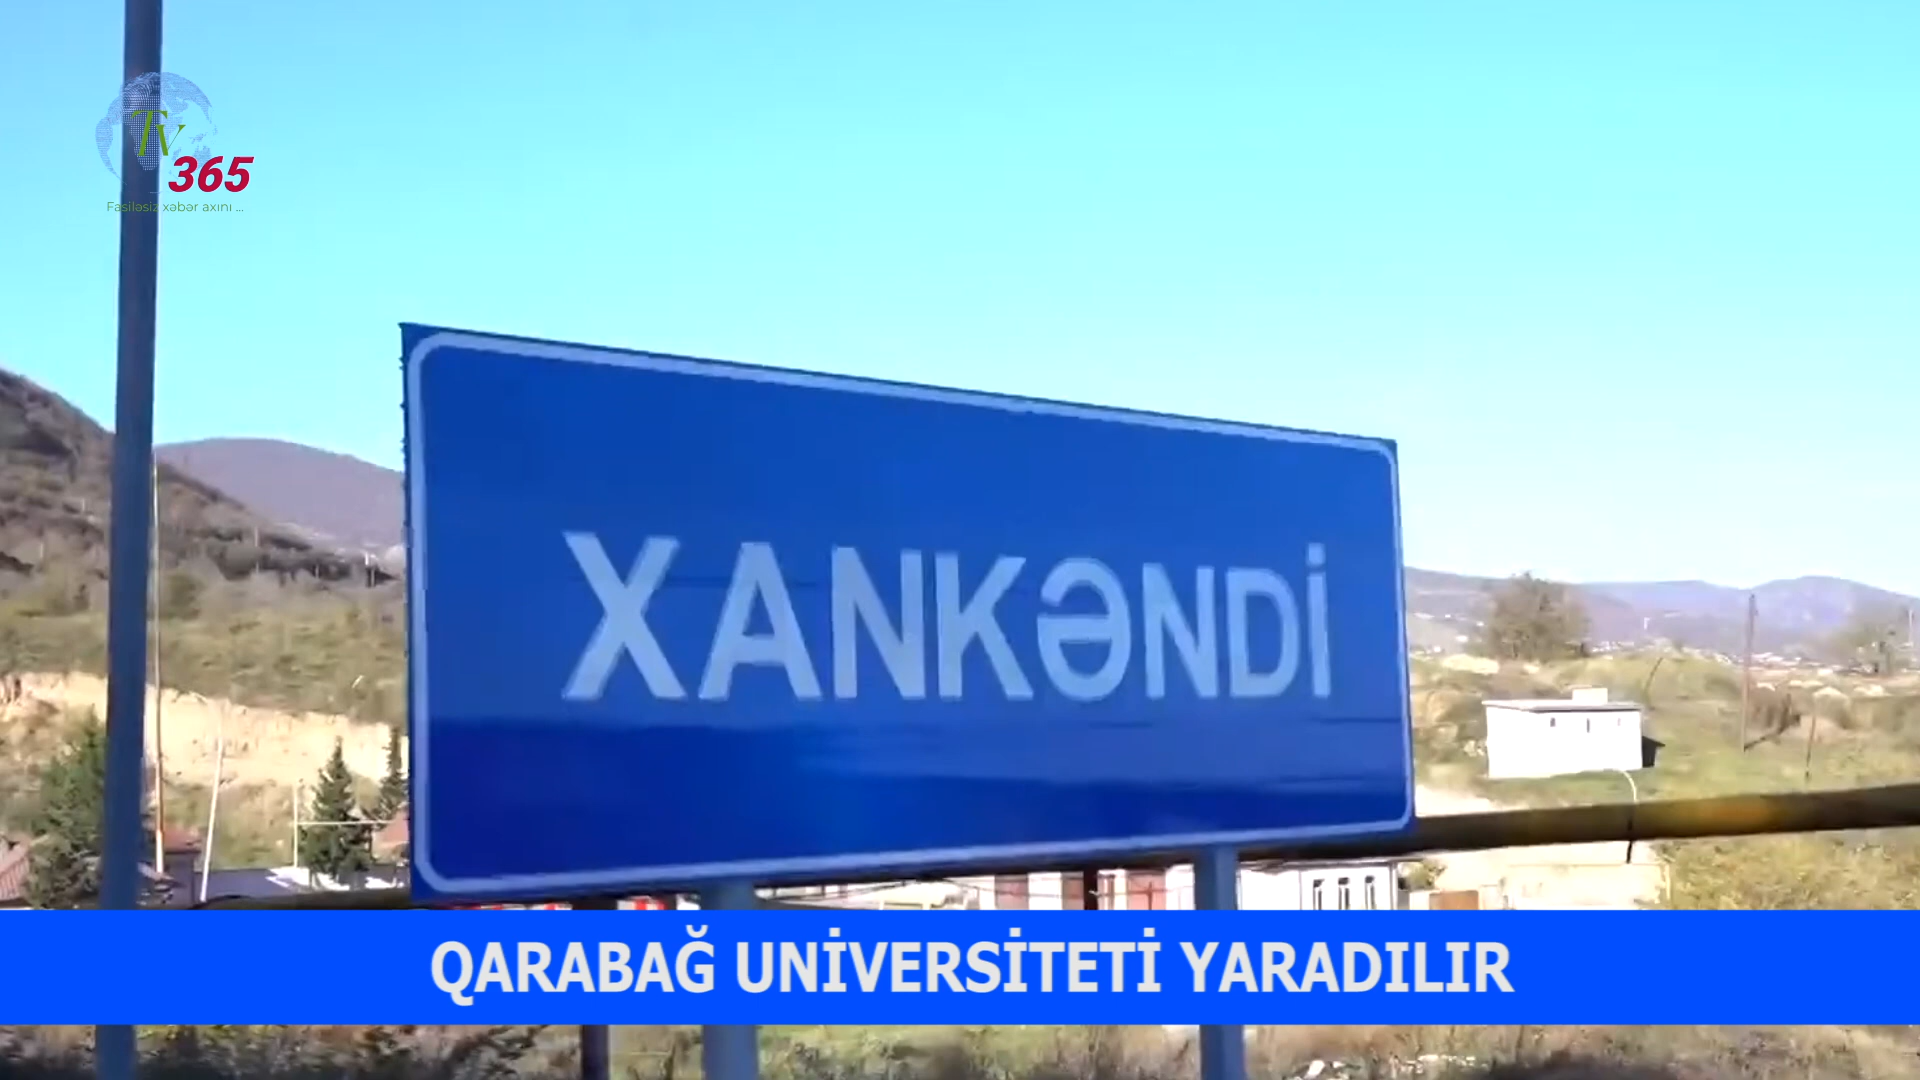 Tv
365
Fasiləsiz xəbər axını ...
XANKƏNDİ
QARABAĞ UNİVERSİTETİ YARADILIR